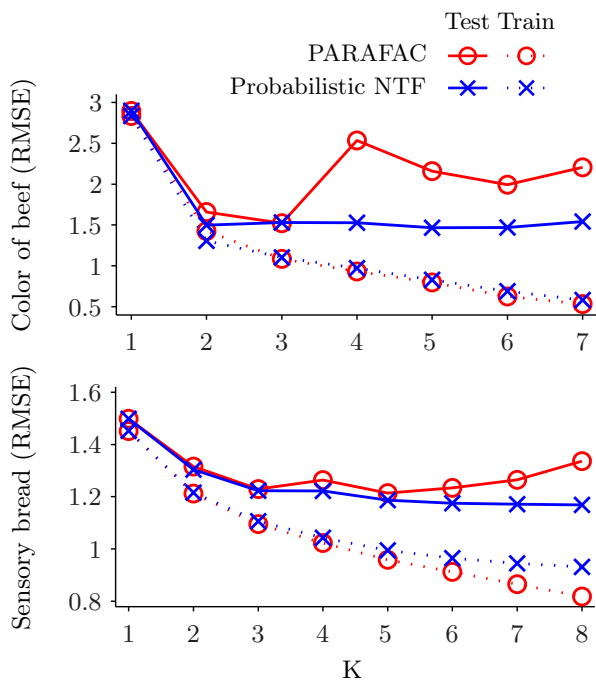 Test Train
PARAFAC
Probabilistic NTF
Color of beef (RMSE)
3
2.5
2
1.5
1
0.5
1 2 3 4 5 6 7
Sensory bread (RMSE)
1.6
1.4
1.2
1
0.8
1 2 3 4 5 6 7 8
K